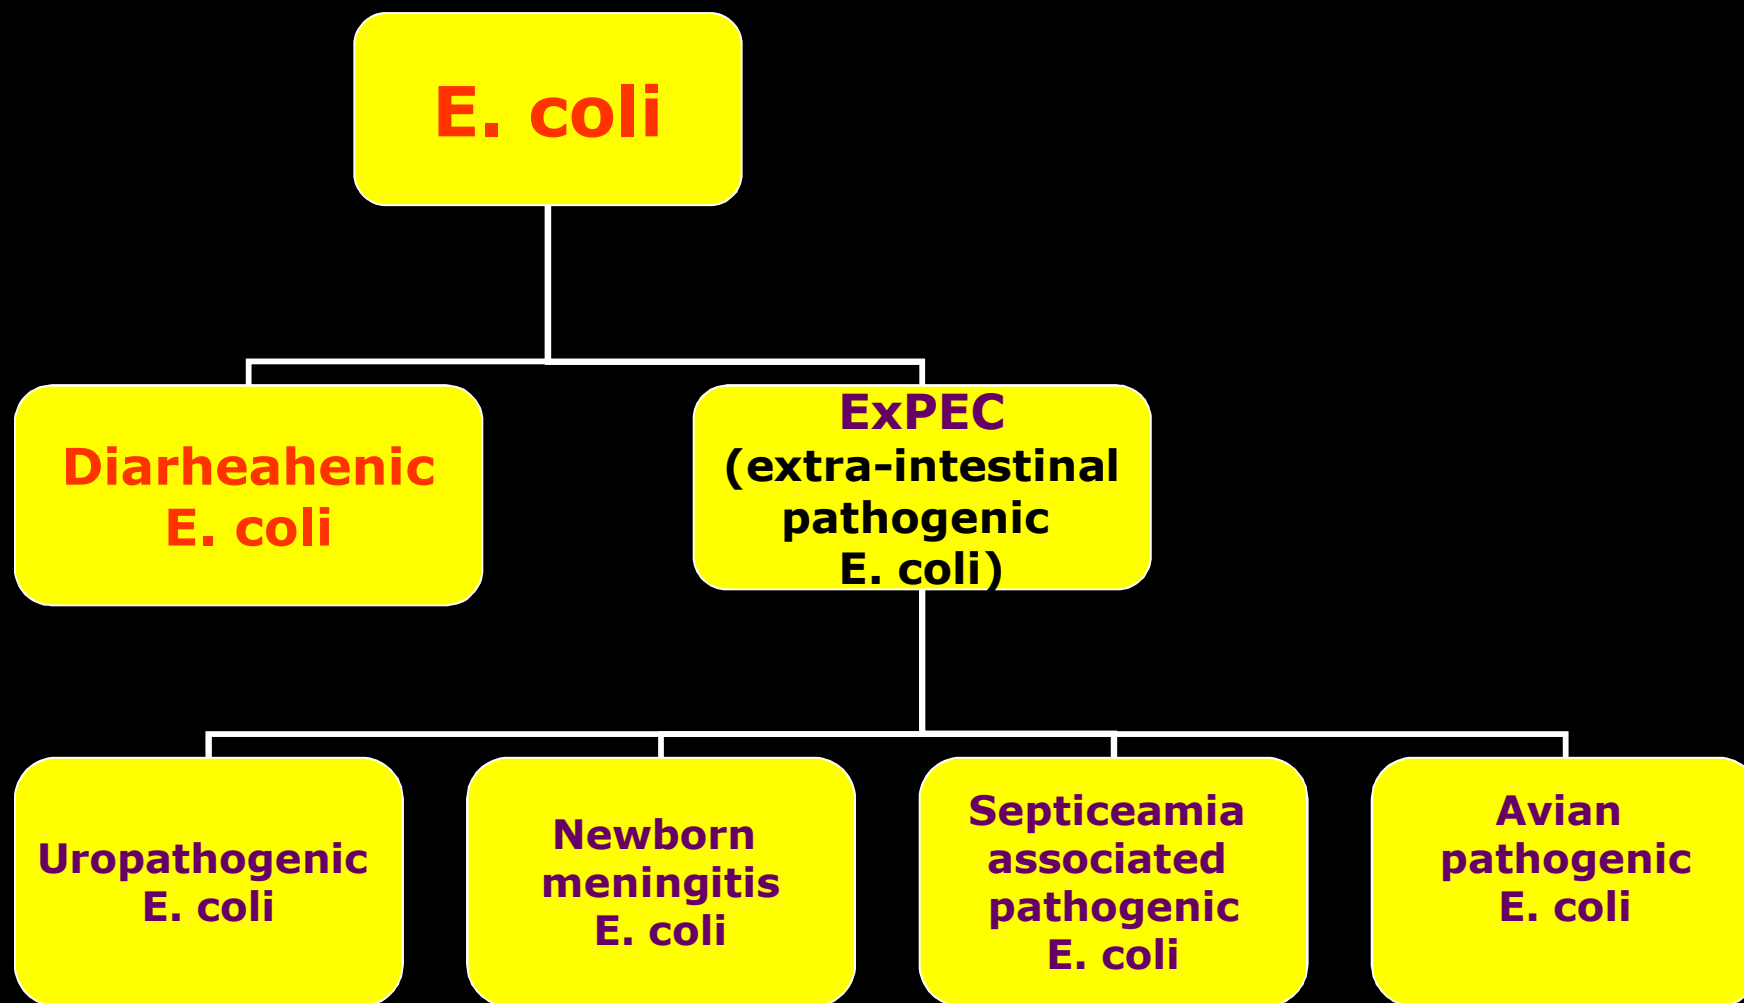 E. coli
Diarheahenic
E. coli
ExPEC
(extra-intestinal
pathogenic
E. coli)
Uropathogenic
E. coli
Newborn
meningitis
E. coli
Septiceamia
associated
pathogenic
E. coli
Avian
pathogenic
E. coli